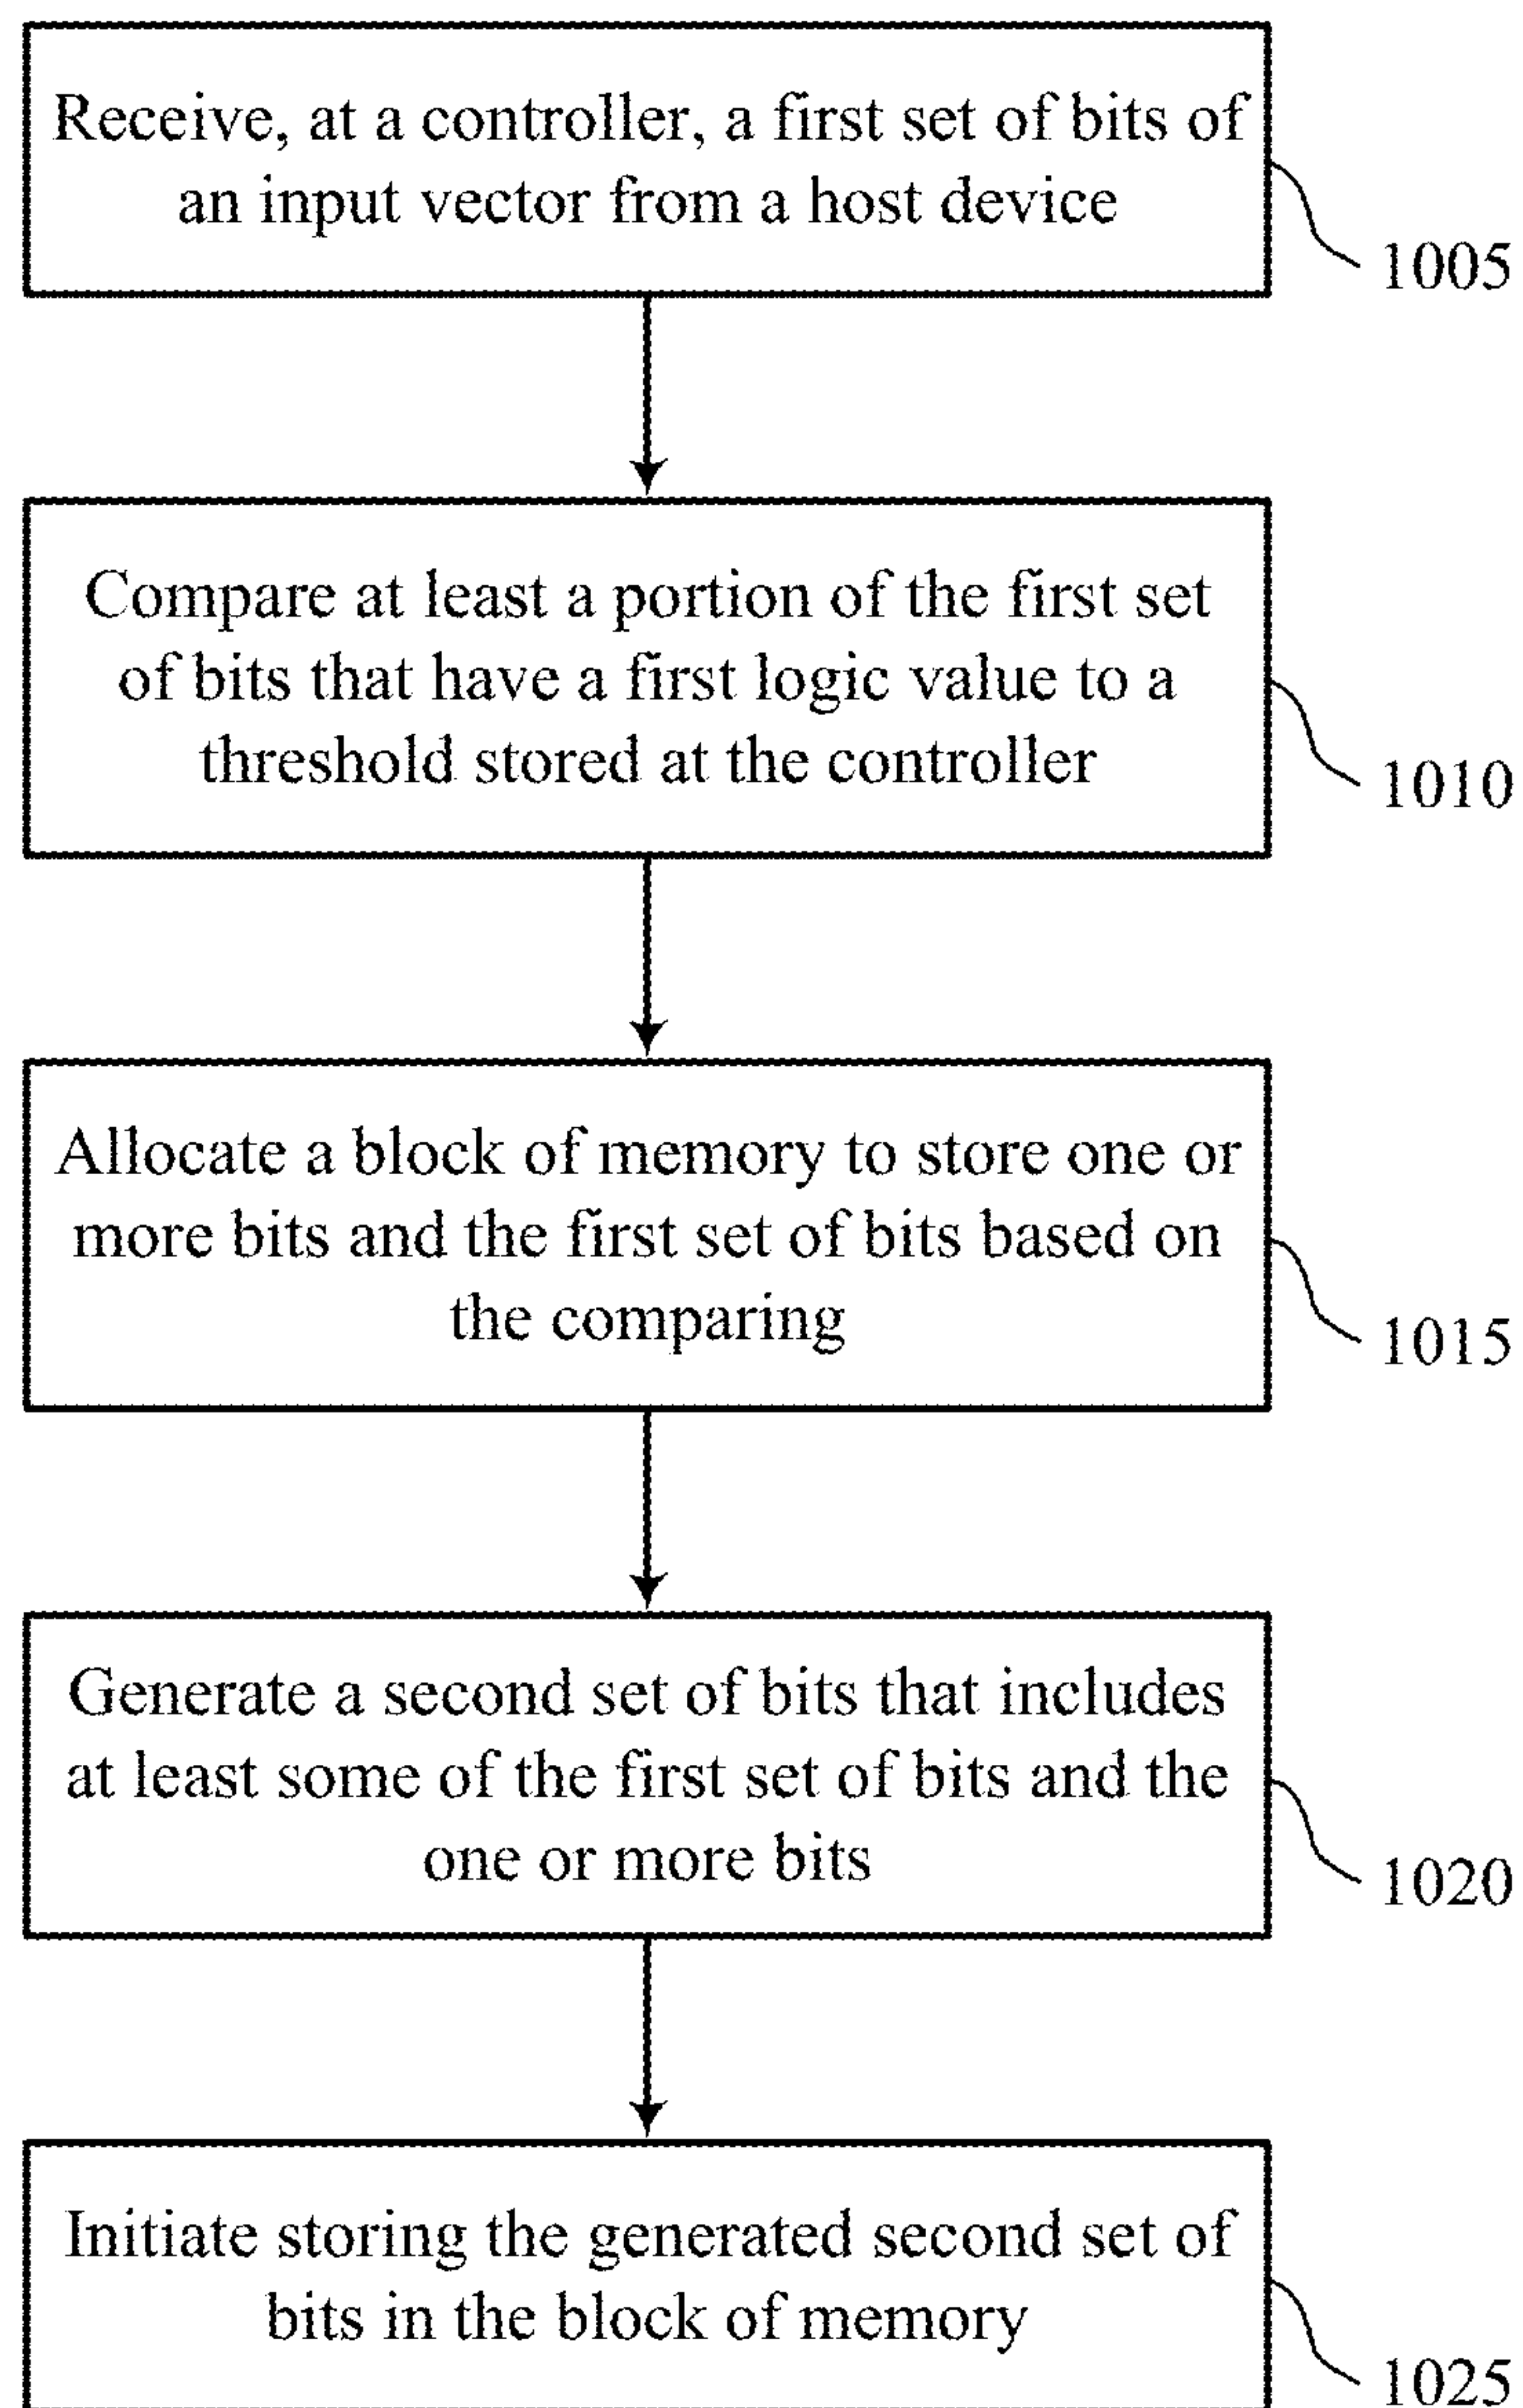 Receive, at a controller, a first set of bits of
an input vector from a host device
1005
Compare at least a portion of the first set
of bits that have a first logic value to a
threshold stored at the controller
1010
Allocate a block of memory to store one or
more bits and the first set of bits based on
the comparing
1015
Generate a second set of bits that includes
at least some of the first set of bits and the
one or more bits
1020
Initiate storing the generated second set of
bits in the block of memory
1025